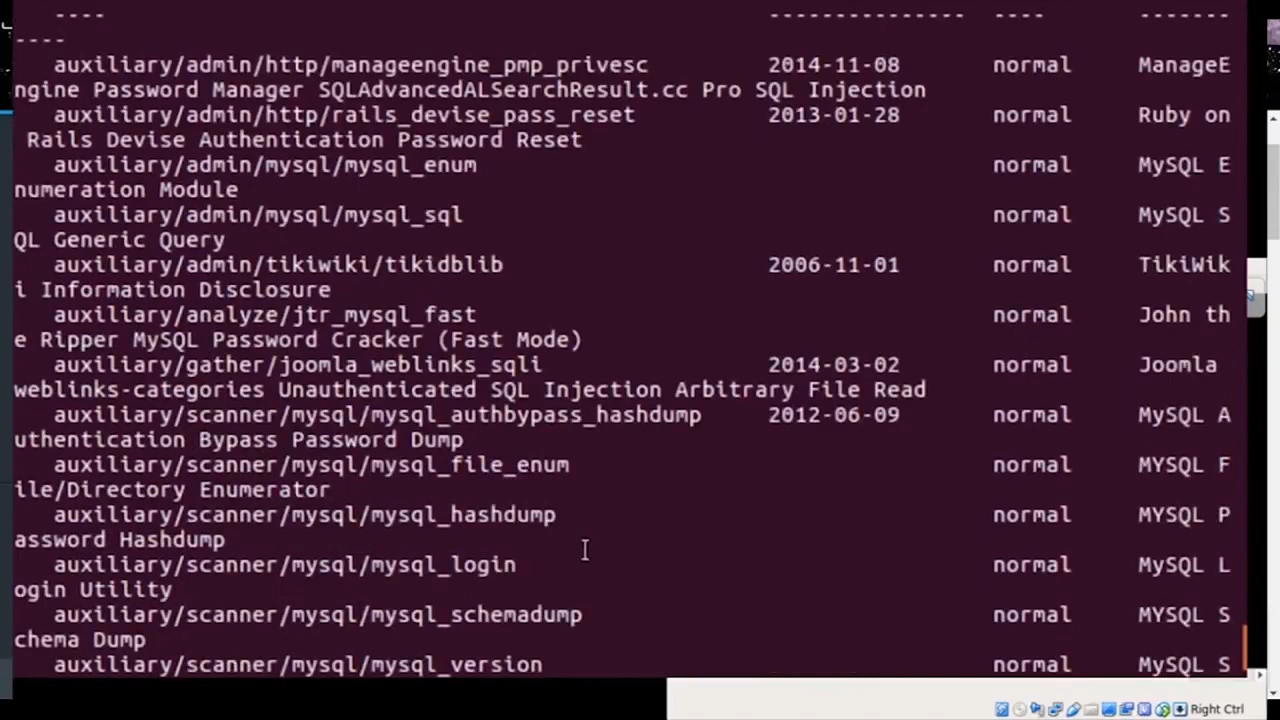 ----                                                   ---------------  ----       -------
----
auxiliary/admin/http/manageengine_pmp_privesc 2014-11-08 normal ManageE
ngine Password Manager SQLAdvancedALSearchResult.cc Pro SQL Injection
auxiliary/admin/http/rails_devise_pass_reset 2013-01-28 normal Ruby on
Rails Devise Authentication Password Reset
auxiliary/admin/mysql/mysql_enum normal MySQL E
numeration Module
auxiliary/admin/mysql/mysql_sql normal MySQL S
QL Generic Query
auxiliary/admin/tikiwiki/tikidblib 2006-11-01 normal TikiWik
i Information Disclosure
auxiliary/analyze/jtr_mysql_fast normal John th
e Ripper MySQL Password Cracker (Fast Mode)
auxiliary/gather/joomla_weblinks_sqli 2014-03-02 normal Joomla
weblinks-categories Unauthenticated SQL Injection Arbitrary File Read
auxiliary/scanner/mysql/mysql_authbypass_hashdump 2012-06-09 normal MySQL A
uthentication Bypass Password Dump
auxiliary/scanner/mysql/mysql_file_enum normal MYSQL F
ile/Directory Enumerator
auxiliary/scanner/mysql/mysql_hashdump normal MYSQL P
assword Hashdump
auxiliary/scanner/mysql/mysql_login normal MySQL L
ogin Utility
auxiliary/scanner/mysql/mysql_schemadump normal MYSQL S
chema Dump
auxiliary/scanner/mysql/mysql_version normal MySQL S
Right Ctrl